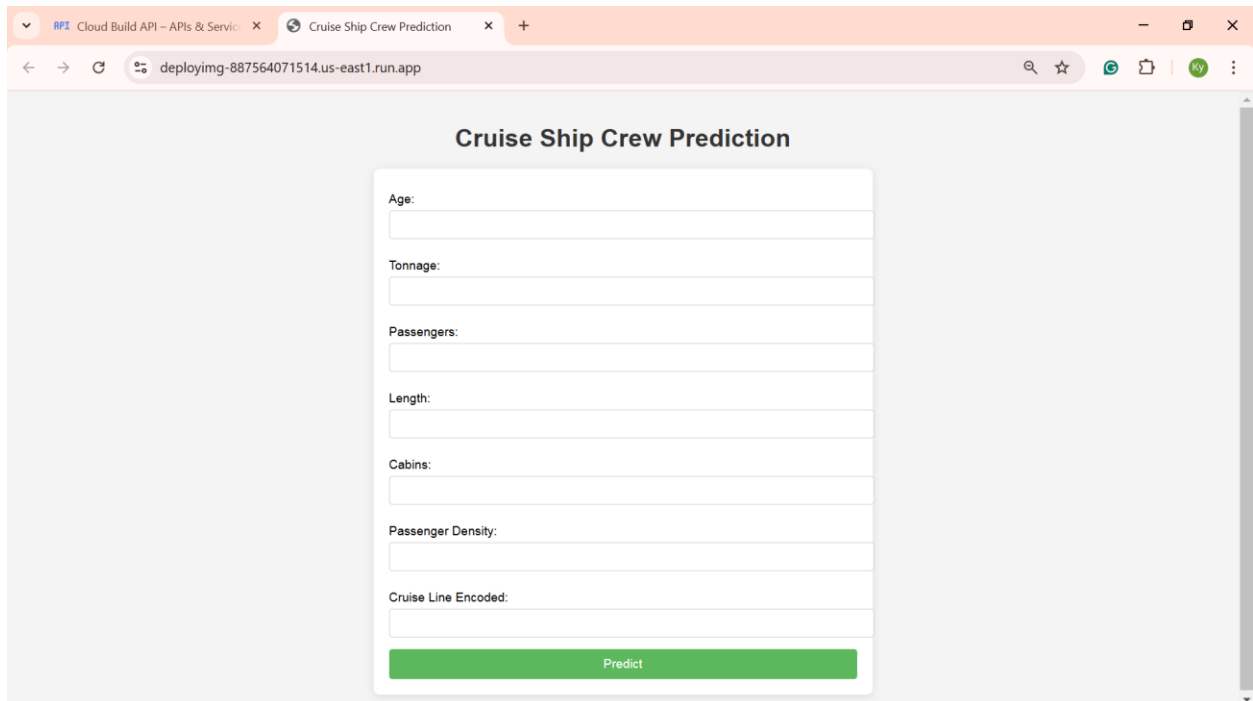 API Cloud Build API – APIs & Servic
Cruise Ship Crew Prediction
deployimg-887564071514.us-east1.run.app
Ky
Cruise Ship Crew Prediction
Age:
Tonnage:
Passengers:
Length:
Cabins:
Passenger Density:
Cruise Line Encoded:
Predict